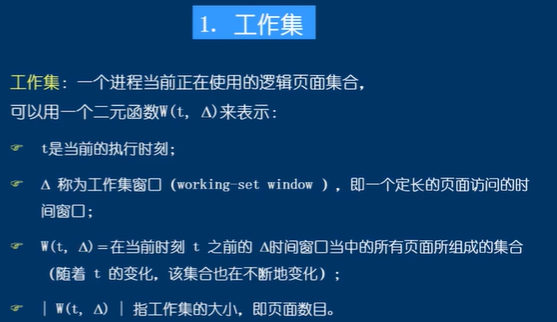 1. 工作集
工作集: 一个进程当前正在使用的逻辑页面集合,
可以用一个二元函数W(t, Δ)来表示:
☞ t是当前的执行时刻;
☞ Δ 称为工作集窗口 (working-set window ), 即一个定长的页面访问的时
间窗口;
☞ W(t, Δ)=在当前时刻 t 之前的 Δ时间窗口当中的所有页面所组成的集合
(随着 t 的变化, 该集合也在不断地变化);
☞ | W(t, Δ) | 指工作集的大小, 即页面数目。